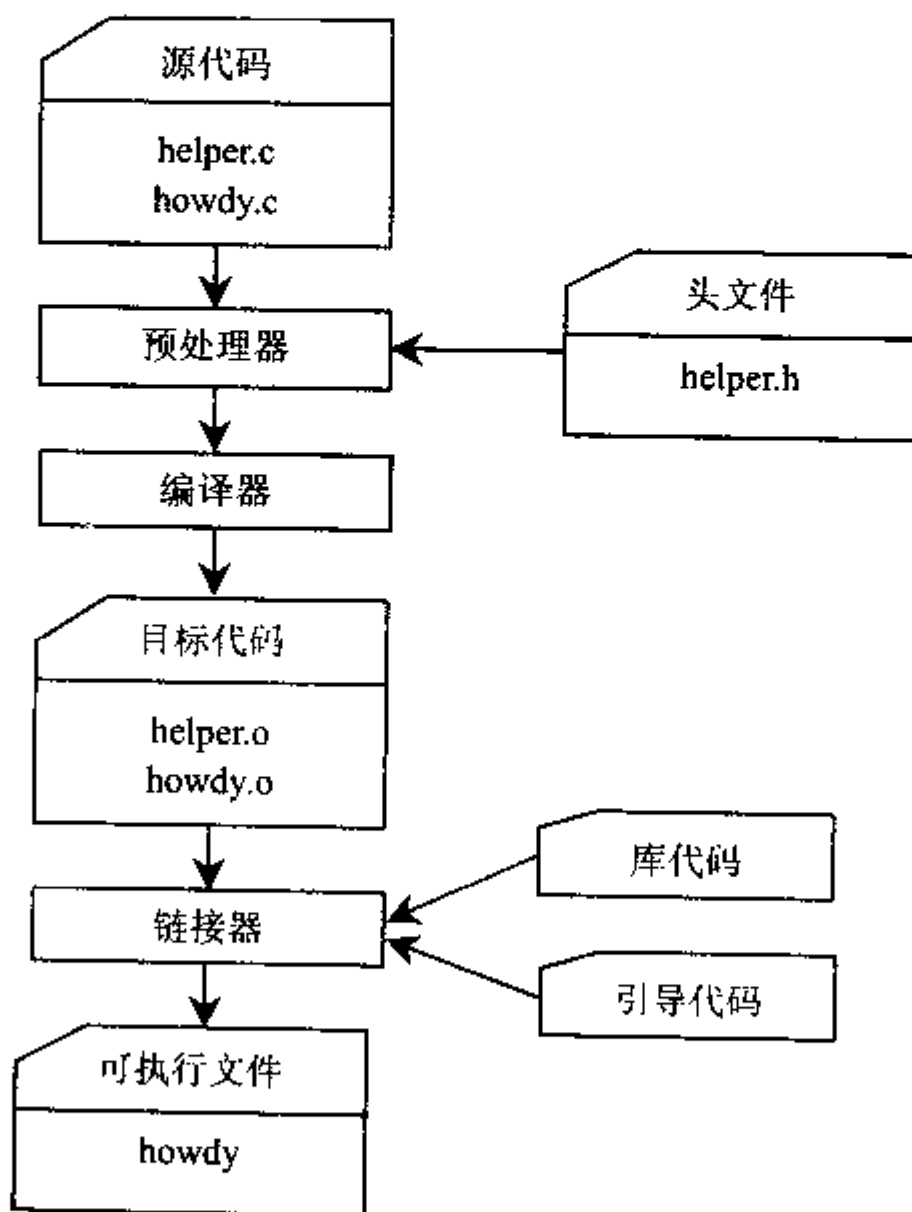 源代码
helper.c
howdy.c
预处理器
头文件
helper.h
编译器
目标代码
helper.o
howdy.o
库代码
链接器
引导代码
可执行文件
howdy